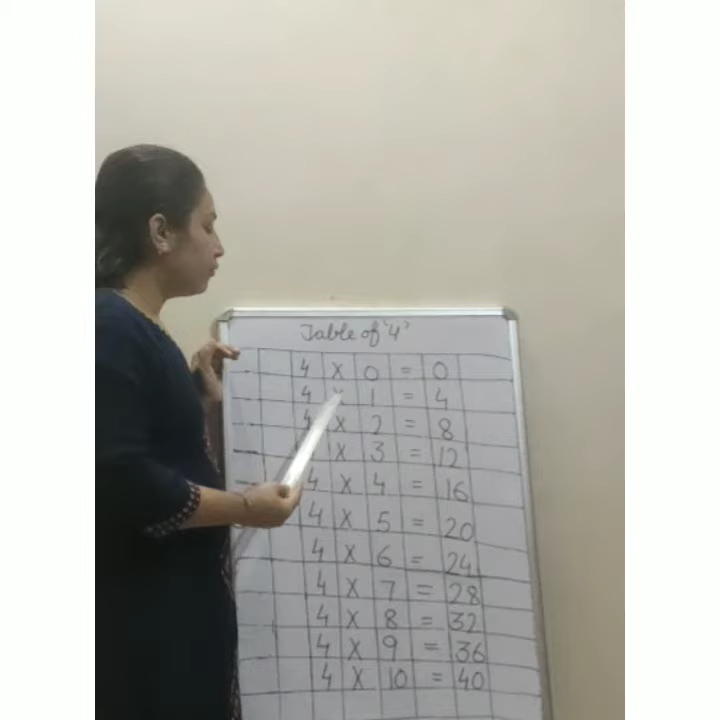 Table of '4'
4 X 0 = 0
4 X 1 = 4
4 X 2 = 8
X 3 = 12
4 X 4 = 16
4 X 5 = 20
4 X 6 = 24
4 X 7 = 28
4 X 8 = 32
4 X 9 = 36
4 X 10 = 40